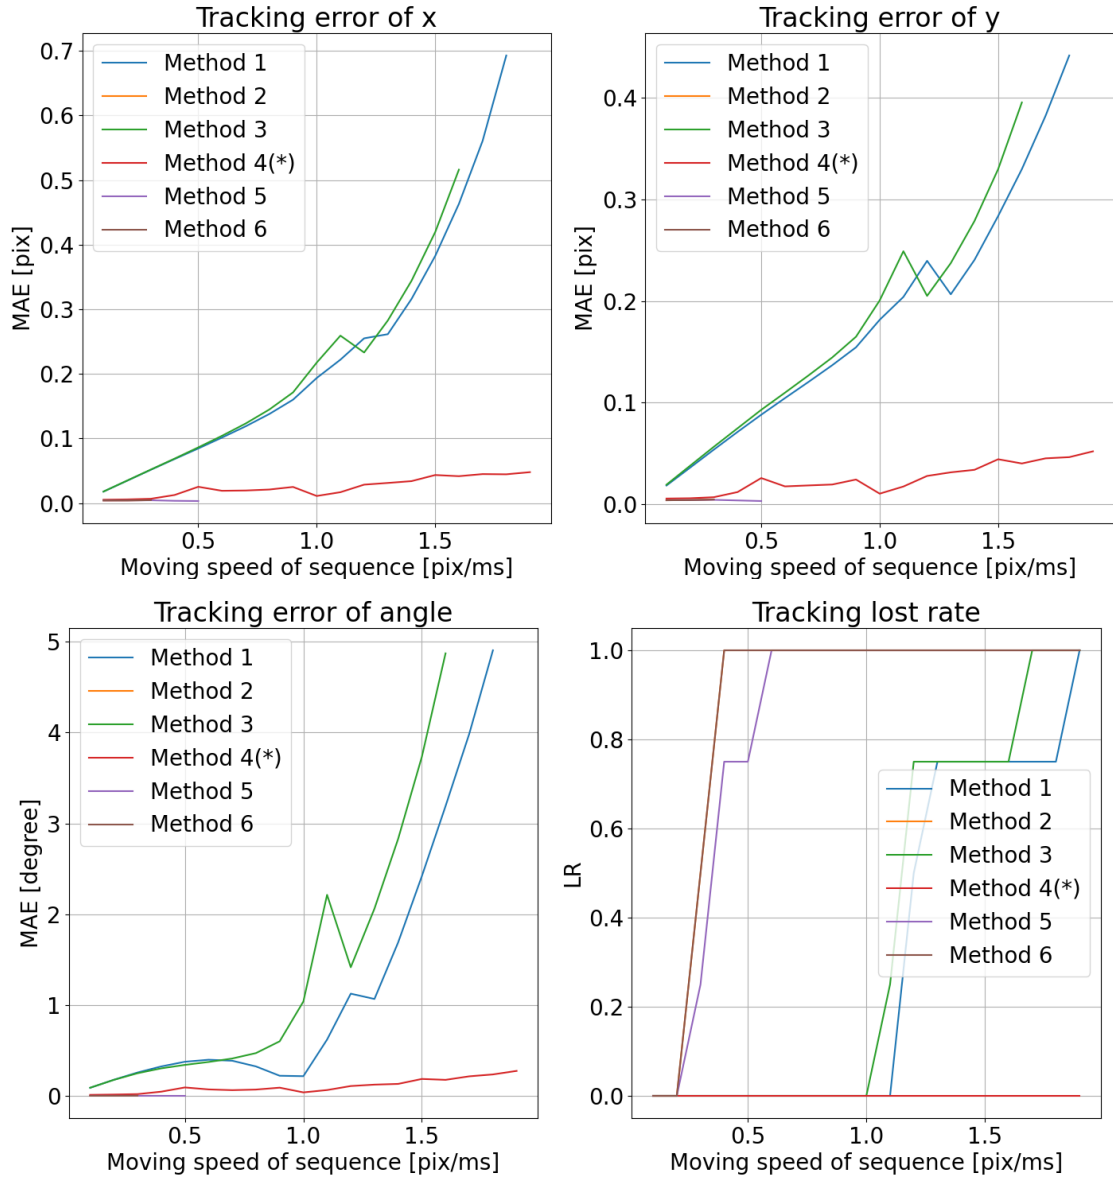 Tracking error of x
0.7
0.6
0.5
0.4
0.3
0.2
0.1
0.0
MAE [pix]
Method 1
Method 2
Method 3
Method 4(*)
Method 5
Method 6
0.5 1.0 1.5
Moving speed of sequence [pix/ms]
Tracking error of y
0.4
0.3
0.2
0.1
0.0
MAE [pix]
Method 1
Method 2
Method 3
Method 4(*)
Method 5
Method 6
0.5 1.0 1.5
Moving speed of sequence [pix/ms]
Tracking error of angle
5
4
3
2
1
0
MAE [degree]
Method 1
Method 2
Method 3
Method 4(*)
Method 5
Method 6
0.5 1.0 1.5
Moving speed of sequence [pix/ms]
Tracking lost rate
1.0
0.8
0.6
0.4
0.2
0.0
LR
Method 1
Method 2
Method 3
Method 4(*)
Method 5
Method 6
0.5 1.0 1.5
Moving speed of sequence [pix/ms]